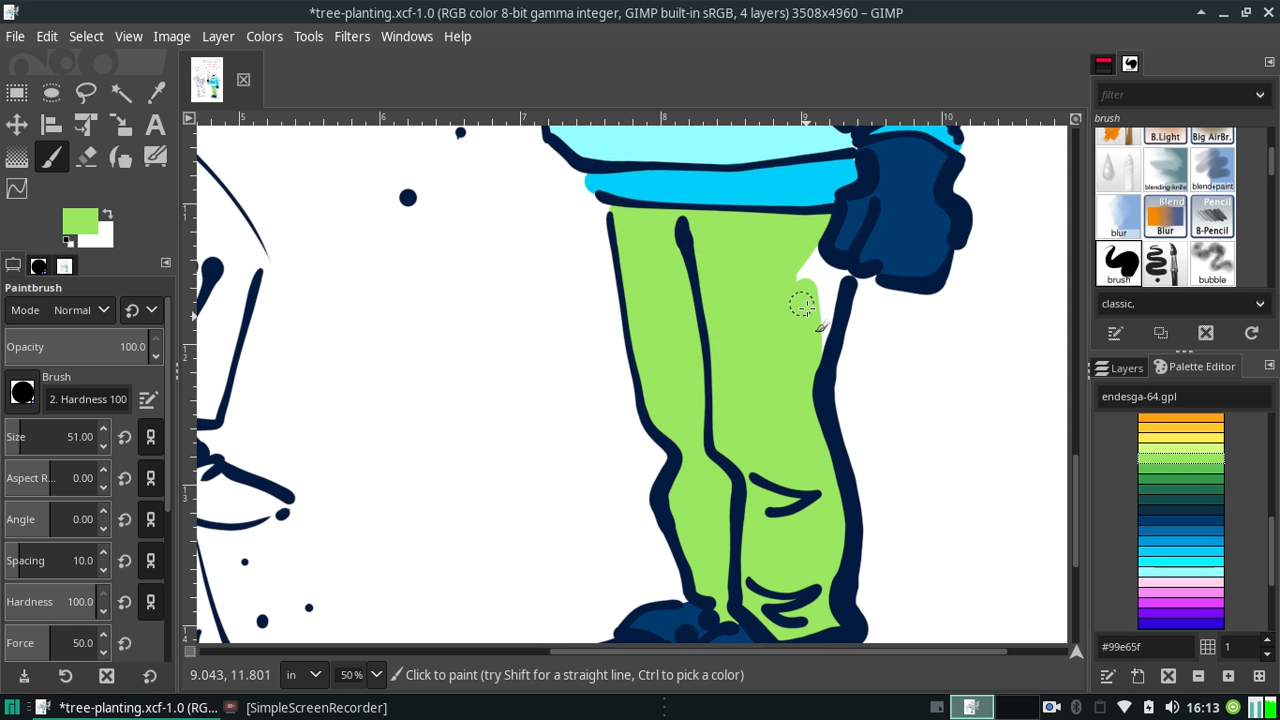 *tree-planting.xcf-1.0 (RGB color 8-bit gamma integer, GIMP built-in sRGB, 4 layers) 3508x4960 – GIMP
File Edit Select View Image Layer Colors Tools Filters Windows Help
5 6 7 8 9 10
filter
brush
B.Light Big AirBr.
blending-knife blend+paint
Blend Pencil
blur Blur B-Pencil
brush bubble
classic,
Paintbrush
Mode Normal
Opacity 100.0
Brush
2. Hardness 100
Size 51.00
Aspect R... 0.00
Angle 0.00
Spacing 10.0
Hardness 100.0
Force 50.0
11
12
13
14
Layers Palette Editor
endesga-64.gpl
#99e65f 1
9.043, 11.801 in 50% Click to paint (try Shift for a straight line, Ctrl to pick a color)
*tree-planting.xcf-1.0 (RG... [SimpleScreenRecorder] 16:13